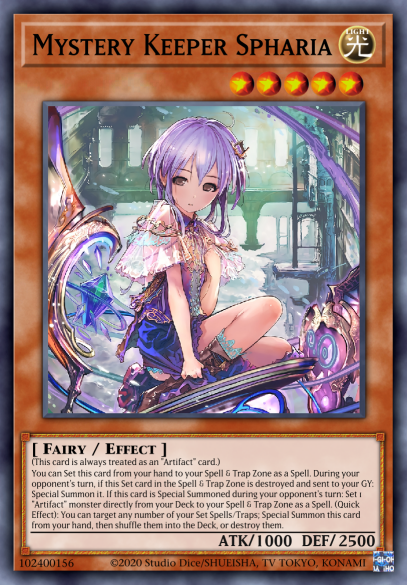 Mystery Keeper Spharia
LIGHT
光
[ Fairy / Effect ]
(This card is always treated as an "Artifact" card.)
You can Set this card from your hand to your Spell & Trap Zone as a Spell. During your
opponent's turn, if this Set card in the Spell & Trap Zone is destroyed and sent to your GY:
Special Summon it. If this card is Special Summoned during your opponent's turn: Set 1
"Artifact" monster directly from your Deck to your Spell & Trap Zone as a Spell. (Quick
Effect): You can target any number of your Set Spells/Traps; Special Summon this card
from your hand, then shuffle them into the Deck, or destroy them.
ATK/1000 DEF/2500
102400156
©2020 Studio Dice/SHUEISHA, TV TOKYO, KONAMI